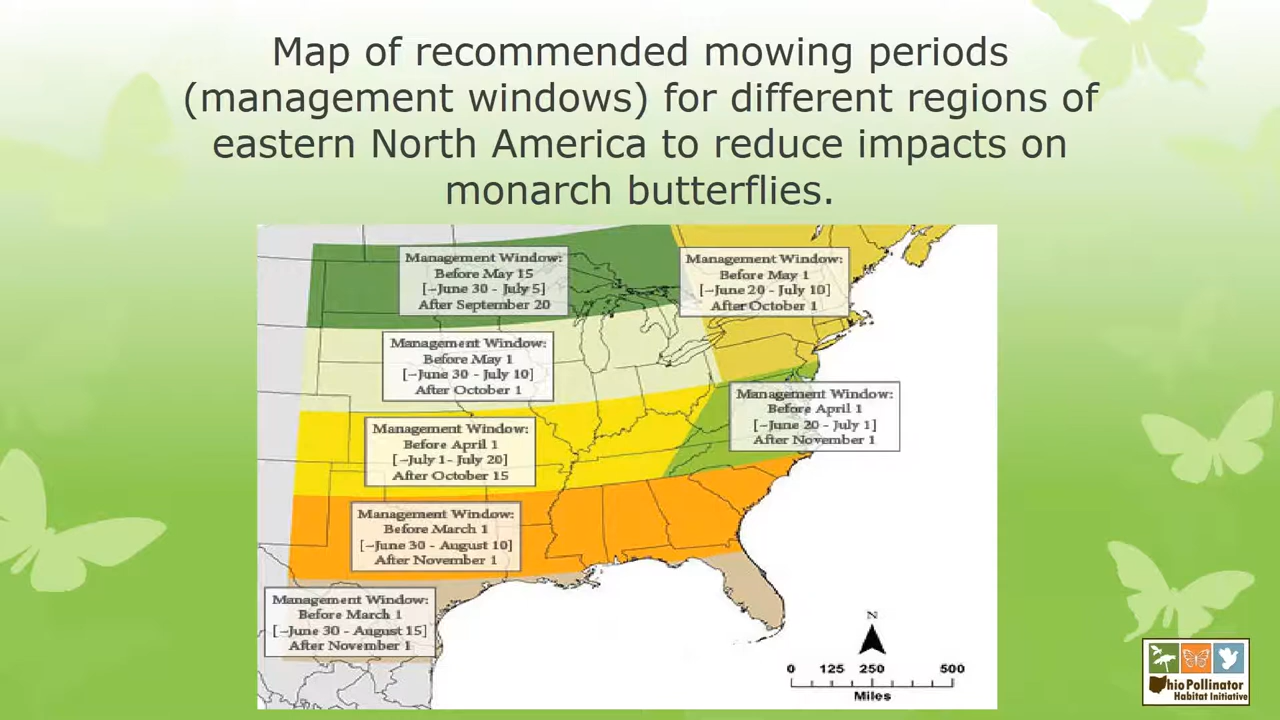 Map of recommended mowing periods
(management windows) for different regions of
eastern North America to reduce impacts on
monarch butterflies.
Management Window:
Before May 15
[~June 30 - July 5]
After September 20
Management Window:
Before May 1
[~June 20 - July 10]
After October 1
Management Window:
Before May 1
[~June 30 - July 10]
After October 1
Management Window:
Before April 1
[~June 20 - July 1]
After November 1
Management Window:
Before April 1
[~July 1 - July 20]
After October 15
Management Window:
Before March 1
[~June 30 - August 10]
After November 1
Management Window:
Before March 1
[~June 30 - August 15]
After November 1
N
0 125 250 500
Miles
Ohio Pollinator
Habitat Initiative